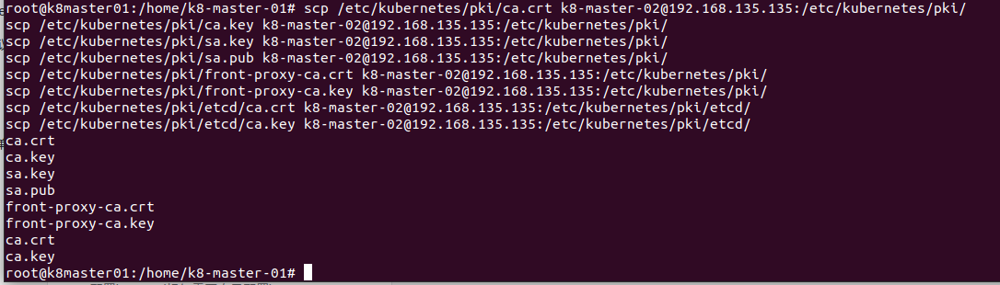 root@k8master01:/home/k8-master-01# scp /etc/kubernetes/pki/ca.crt k8-master-02@192.168.135.135:/etc/kubernetes/pki/
scp /etc/kubernetes/pki/ca.key k8-master-02@192.168.135.135:/etc/kubernetes/pki/
scp /etc/kubernetes/pki/sa.key k8-master-02@192.168.135.135:/etc/kubernetes/pki/
scp /etc/kubernetes/pki/sa.pub k8-master-02@192.168.135.135:/etc/kubernetes/pki/
scp /etc/kubernetes/pki/front-proxy-ca.crt k8-master-02@192.168.135.135:/etc/kubernetes/pki/
scp /etc/kubernetes/pki/front-proxy-ca.key k8-master-02@192.168.135.135:/etc/kubernetes/pki/
scp /etc/kubernetes/pki/etcd/ca.crt k8-master-02@192.168.135.135:/etc/kubernetes/pki/etcd/
scp /etc/kubernetes/pki/etcd/ca.key k8-master-02@192.168.135.135:/etc/kubernetes/pki/etcd/
ca.crt
ca.key
sa.key
sa.pub
front-proxy-ca.crt
front-proxy-ca.key
ca.crt
ca.key
root@k8master01:/home/k8-master-01#